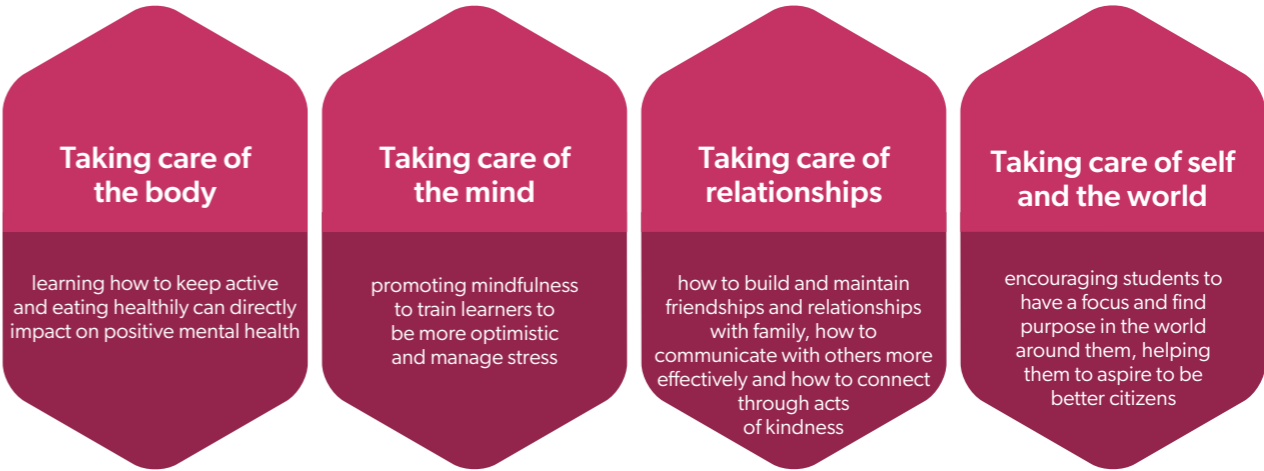 Taking care of
the body
learning how to keep active
and eating healthily can directly
impact on positive mental health
Taking care of
the mind
promoting mindfulness
to train learners to
be more optimistic
and manage stress
Taking care of
relationships
how to build and maintain
friendships and relationships
with family, how to
communicate with others more
effectively and how to connect
through acts
of kindness
Taking care of self
and the world
encouraging students to
have a focus and find
purpose in the world
around them, helping
them to aspire to be
better citizens